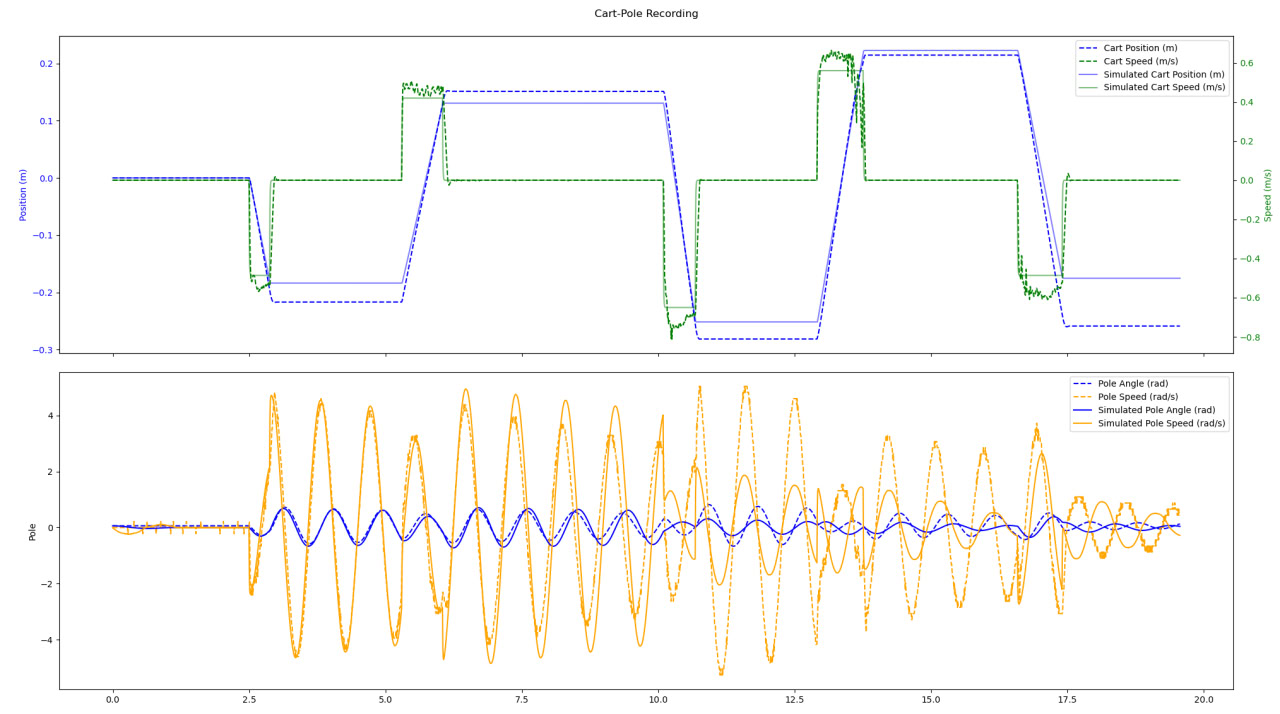 Cart-Pole Recording
Cart Position (m)
Cart Speed (m/s)
Simulated Cart Position (m)
Simulated Cart Speed (m/s)
0.2
0.1
0.0
−0.1
−0.2
−0.3
Position (m)
0.6
0.4
0.2
0.0
−0.2
−0.4
−0.6
−0.8
Speed (m/s)
Pole Angle (rad)
Pole Speed (rad/s)
Simulated Pole Angle (rad)
Simulated Pole Speed (rad/s)
4
2
0
−2
−4
Pole
0.0 2.5 5.0 7.5 10.0 12.5 15.0 17.5 20.0